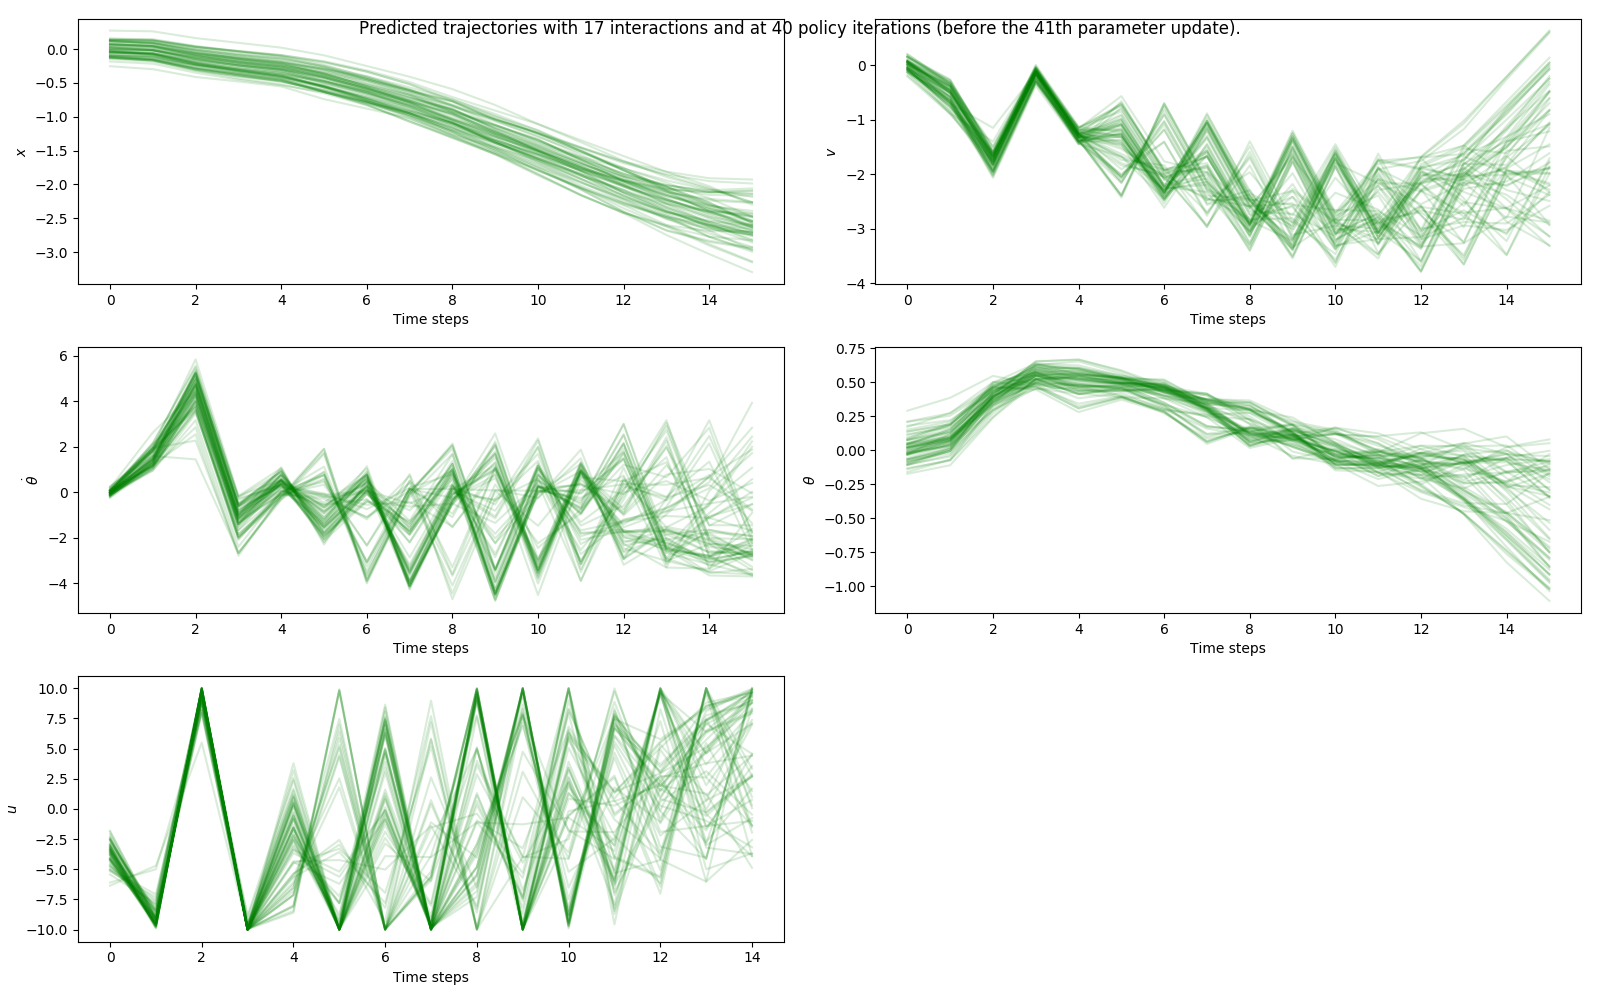 Predicted trajectories with 17 interactions and at 40 policy iterations (before the 41th parameter update).
0.0
−0.5
−1.0
−1.5
−2.0
−2.5
−3.0
x
0 2 4 6 8 10 12 14
Time steps
0
−1
−2
−3
−4
v
0 2 4 6 8 10 12 14
Time steps
6
4
2
0
−2
−4
θ̇
0 2 4 6 8 10 12 14
Time steps
0.75
0.50
0.25
0.00
−0.25
−0.50
−0.75
−1.00
θ
0 2 4 6 8 10 12 14
Time steps
10.0
7.5
5.0
2.5
0.0
−2.5
−5.0
−7.5
−10.0
u
0 2 4 6 8 10 12 14
Time steps